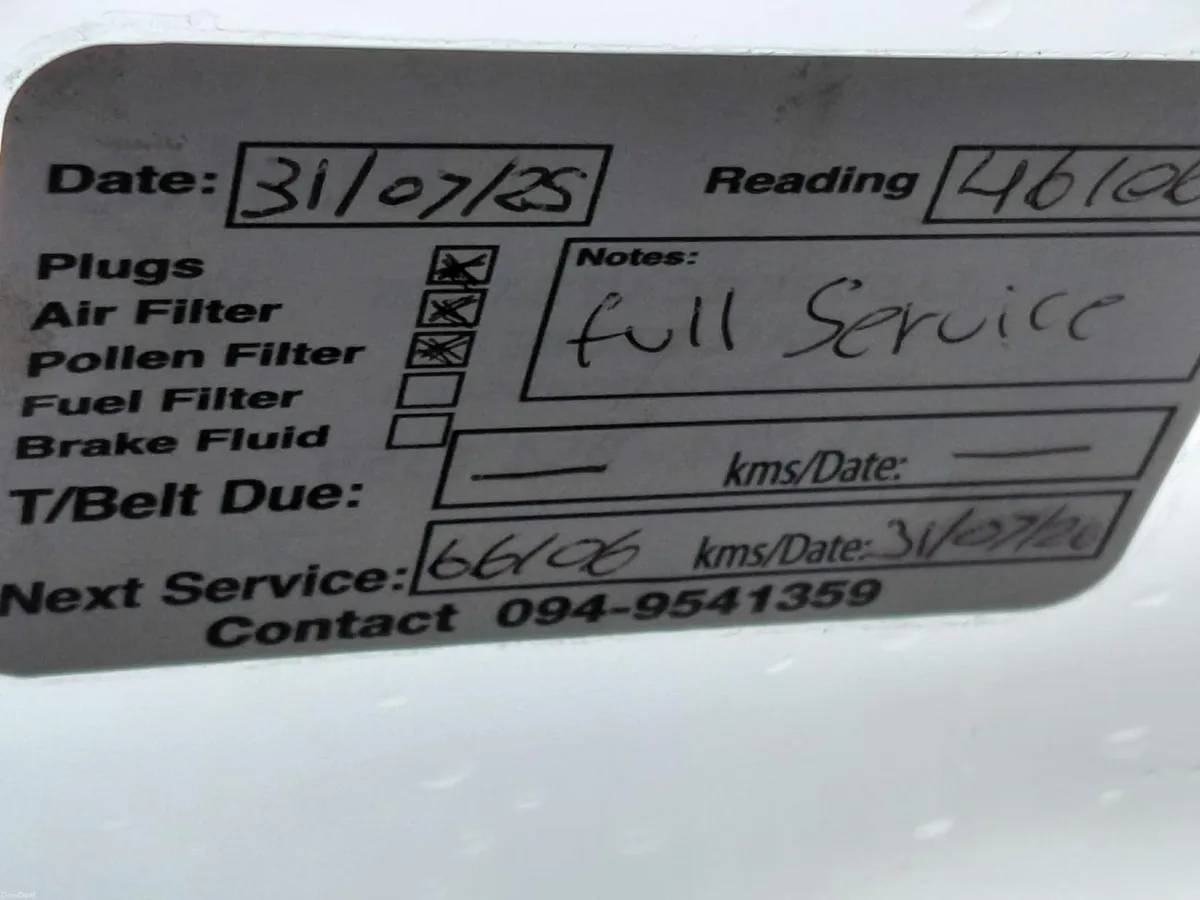 Date: 31/07/25 Reading 46106
Plugs
Air Filter
Pollen Filter
Fuel Filter
Brake Fluid
Notes:
full Service
T/Belt Due: — kms/Date: —
Next Service: 66106 kms/Date: 31/07/26
Contact 094-9541359